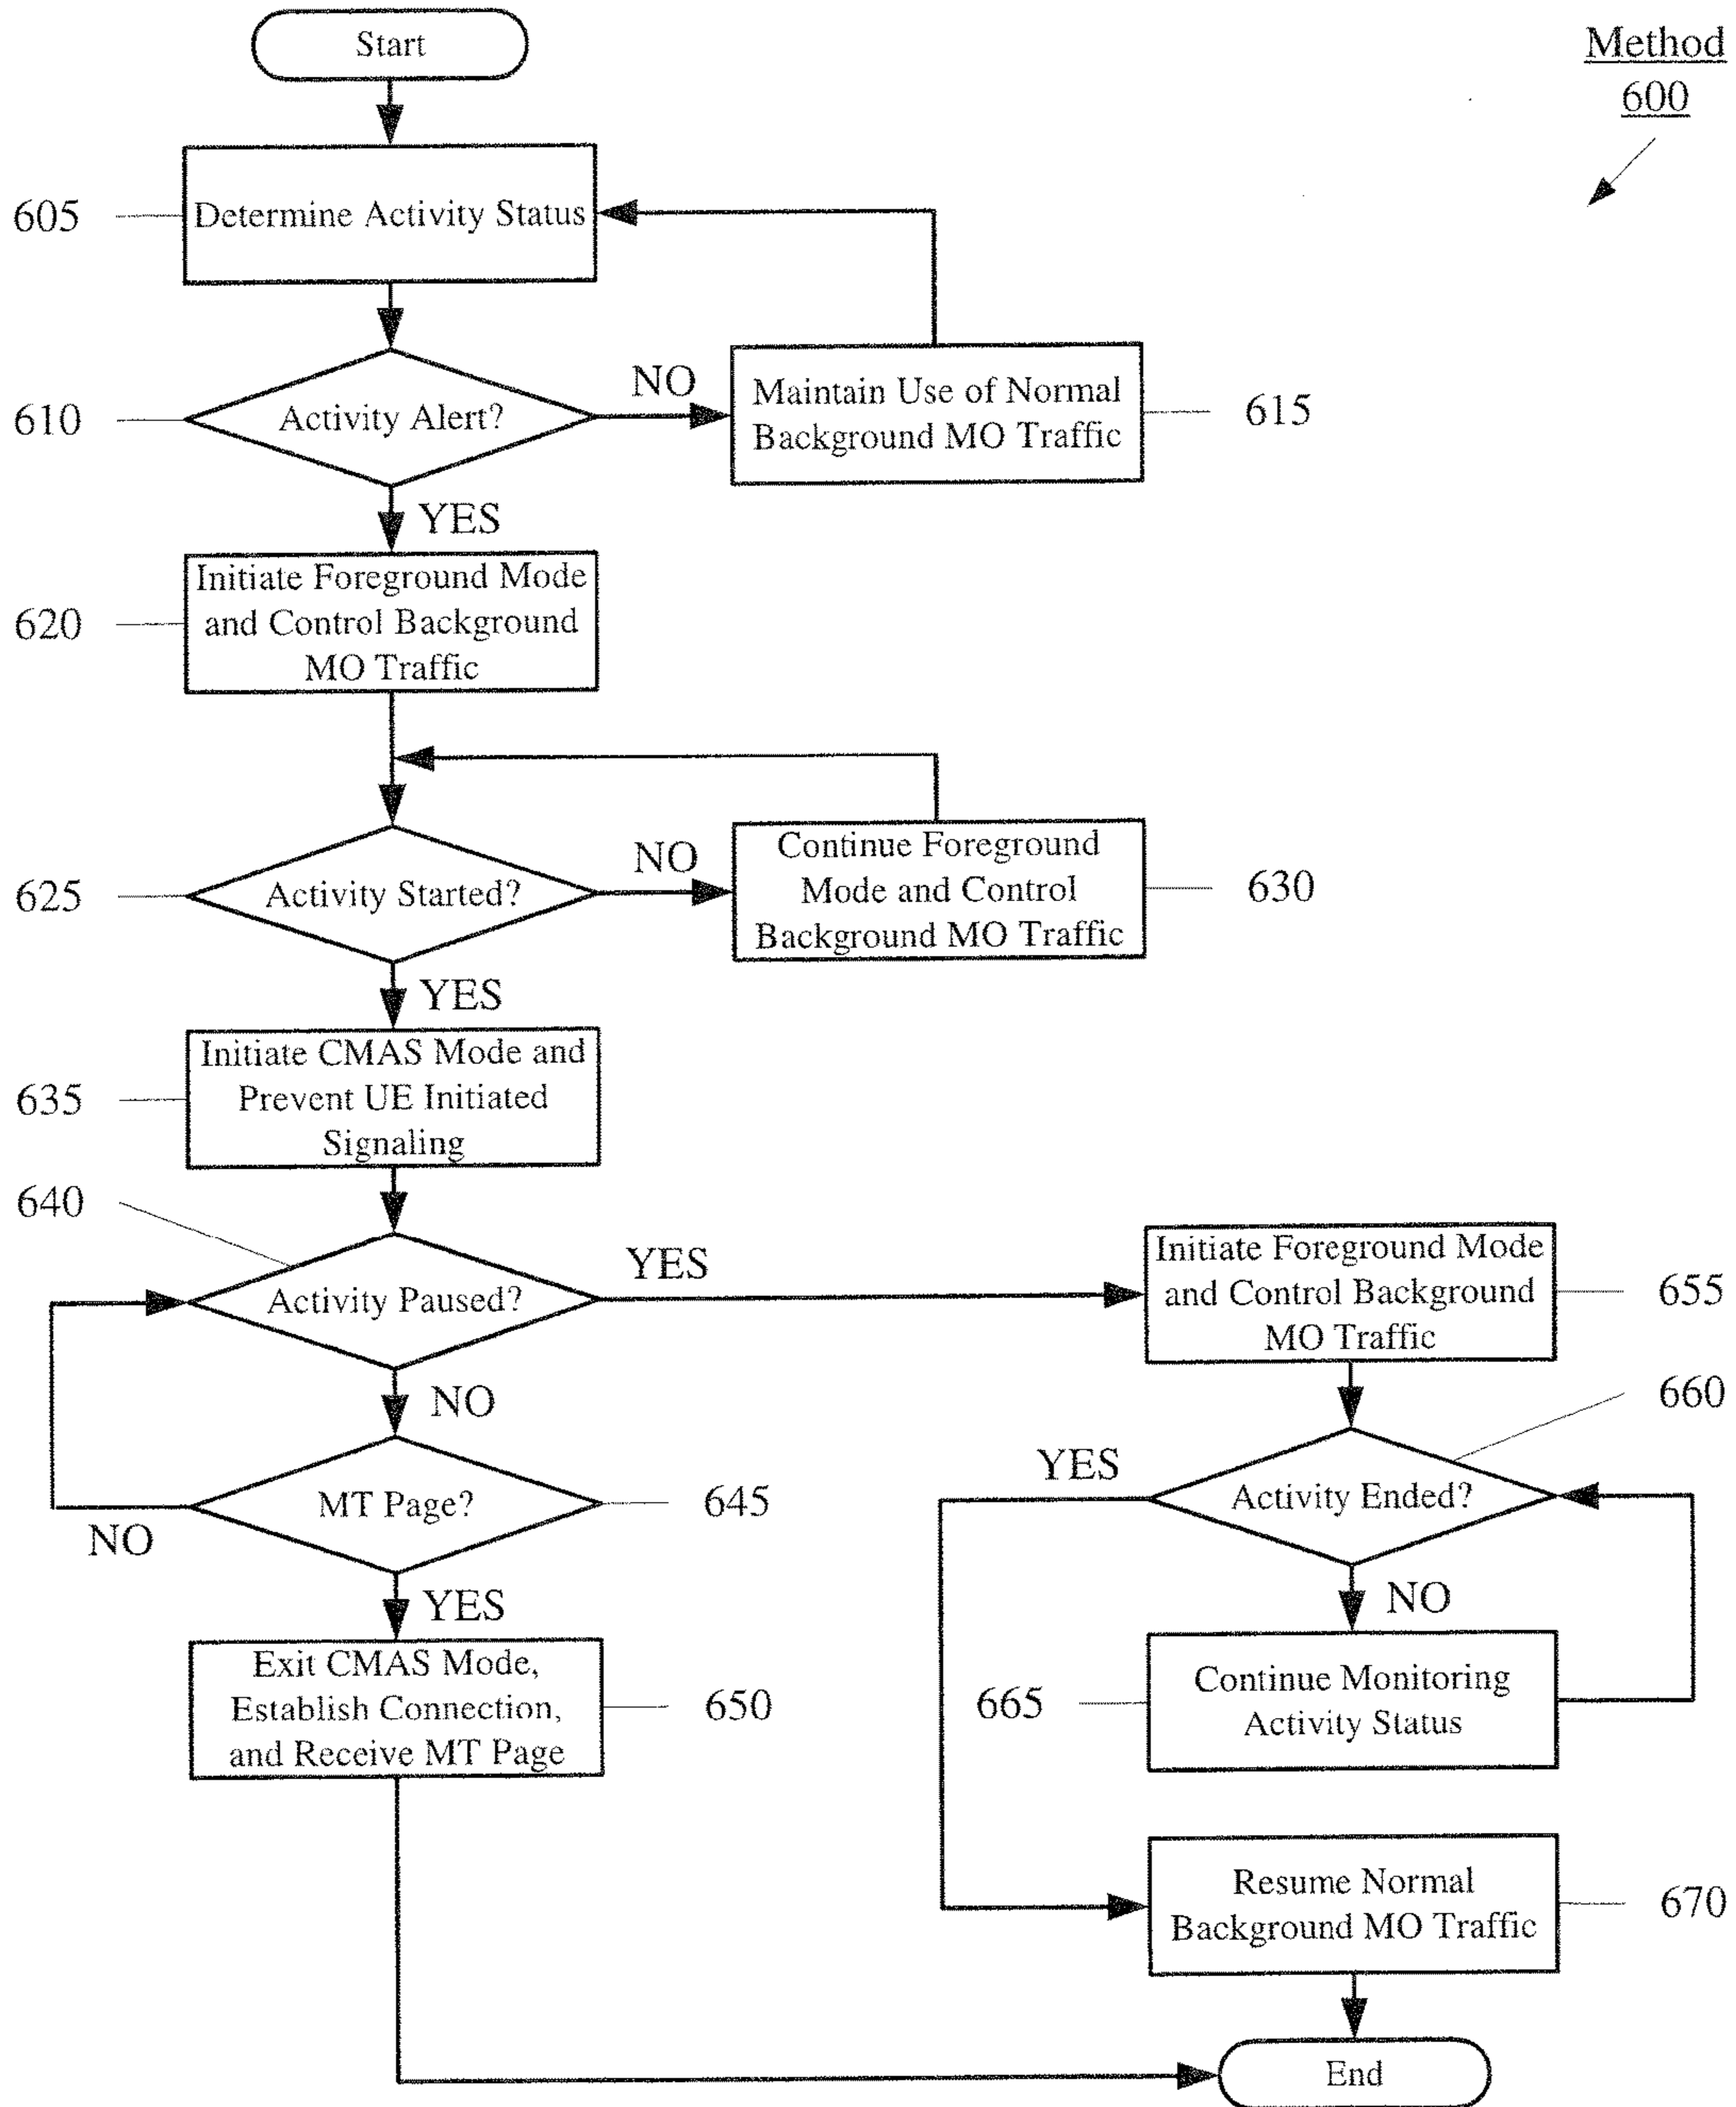 Start
Method
600
605
Determine Activity Status
610
Activity Alert?
NO
Maintain Use of Normal
Background MO Traffic
615
YES
620
Initiate Foreground Mode
and Control Background
MO Traffic
625
Activity Started?
NO
Continue Foreground
Mode and Control
Background MO Traffic
630
YES
635
Initiate CMAS Mode and
Prevent UE Initiated
Signaling
640
Activity Paused?
YES
Initiate Foreground Mode
and Control Background
MO Traffic
655
NO
660
MT Page?
645
NO
YES
Activity Ended?
NO
YES
Exit CMAS Mode,
Establish Connection,
and Receive MT Page
650
665
Continue Monitoring
Activity Status
Resume Normal
Background MO Traffic
670
End